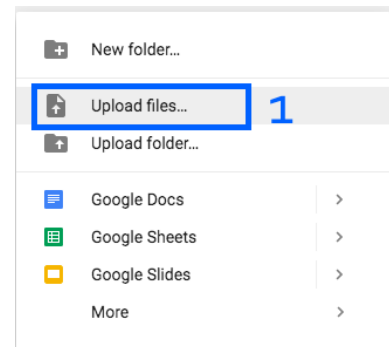 New folder...
Upload files... 1
Upload folder...
Google Docs
Google Sheets
Google Slides
More